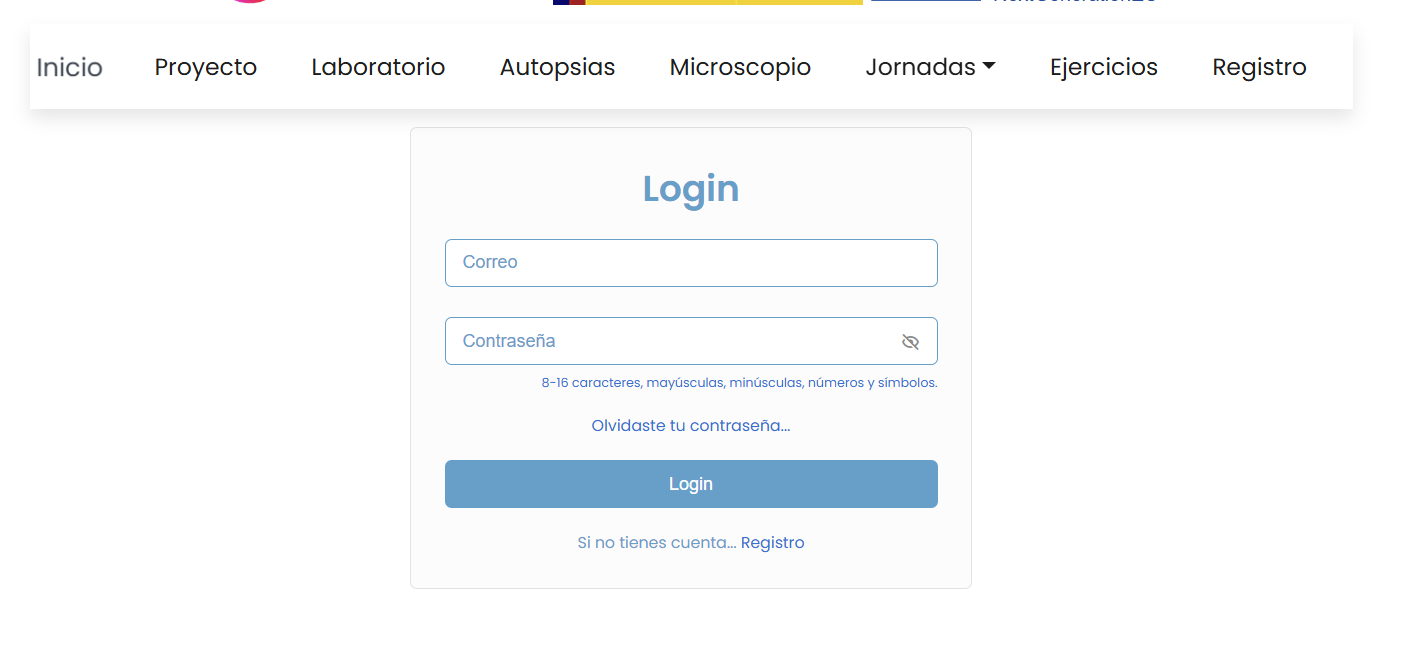 Inicio Proyecto Laboratorio Autopsias Microscopio Jornadas Ejercicios Registro
Login
Correo
Contraseña
8-16 caracteres, mayúsculas, minúsculas, números y símbolos.
Olvidaste tu contraseña...
Login
Si no tienes cuenta... Registro